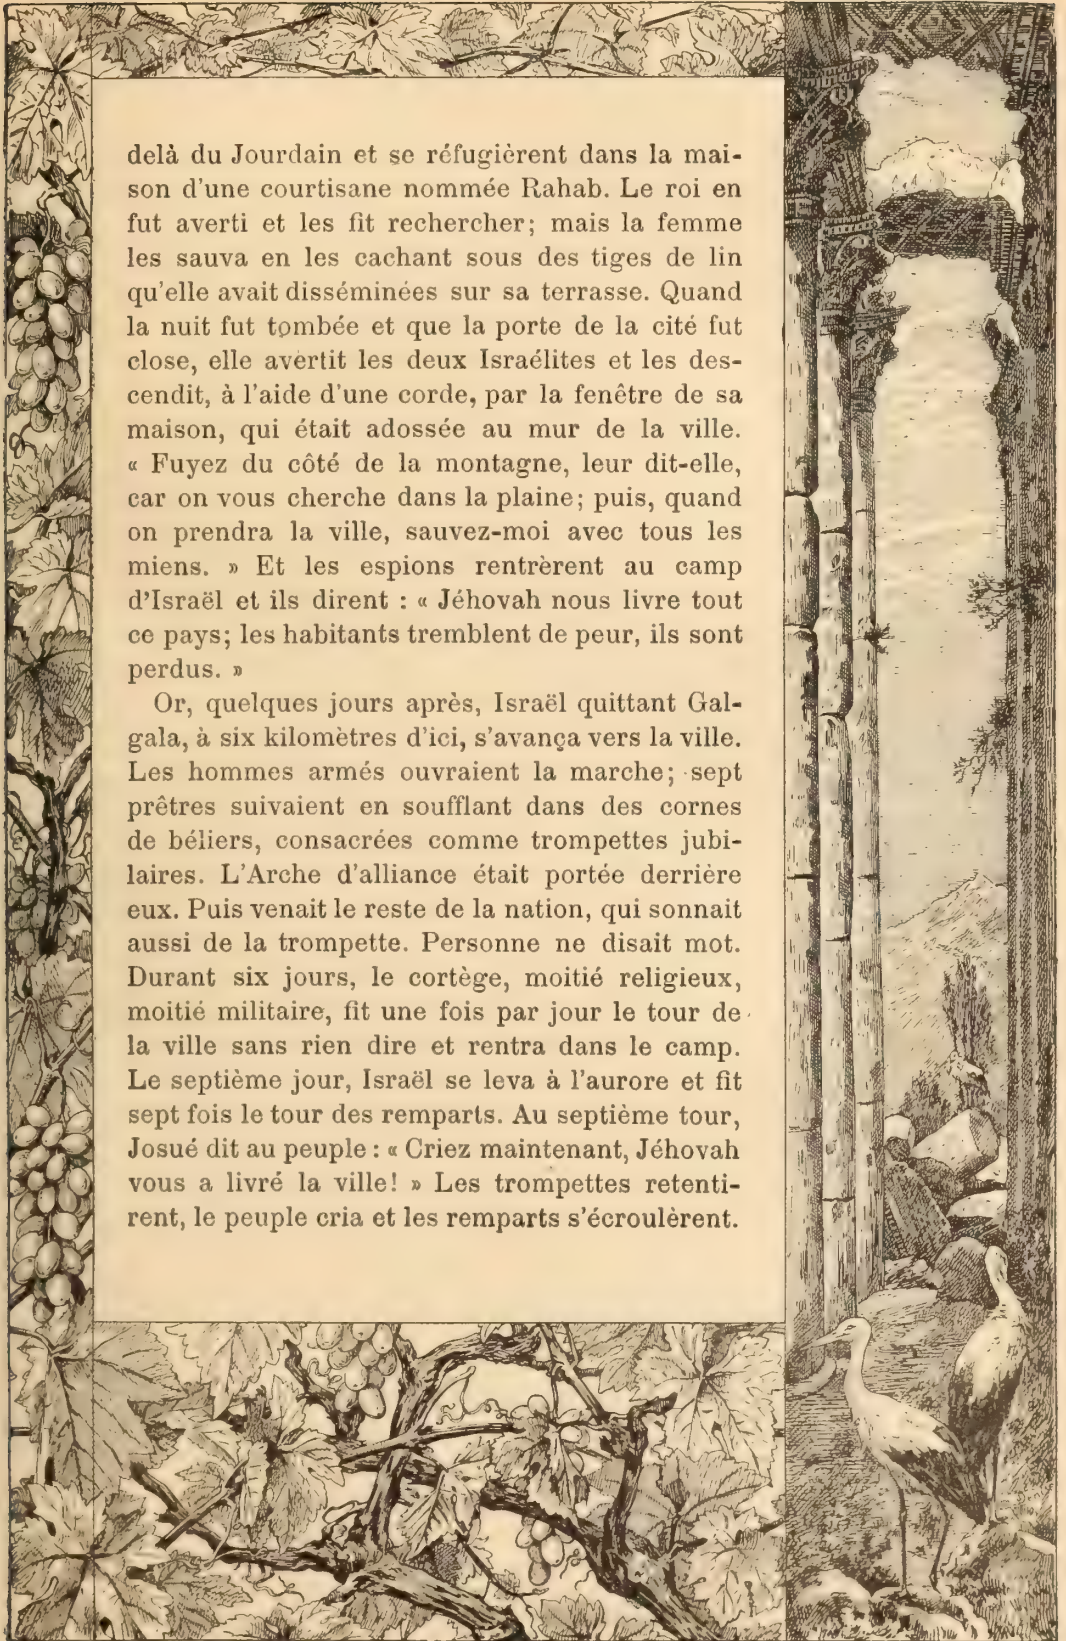 delà du Jourdain et se réfugièrent dans la mai-
son d'une courtisane nommée Rahab. Le roi en
fut averti et les fit rechercher; mais la femme
les sauva en les cachant sous des tiges de lin
qu'elle avait disséminées sur sa terrasse. Quand
la nuit fut tombée et que la porte de la cité fut
close, elle avertit les deux Israélites et les des-
cendit, à l'aide d'une corde, par la fenêtre de sa
maison, qui était adossée au mur de la ville.
« Fuyez du côté de la montagne, leur dit-elle,
car on vous cherche dans la plaine; puis, quand
on prendra la ville, sauvez-moi avec tous les
miens. » Et les espions rentrèrent au camp
d'Israël et ils dirent : « Jéhovah nous livre tout
ce pays; les habitants tremblent de peur, ils sont
perdus. »
Or, quelques jours après, Israël quittant Gal-
gala, à six kilomètres d'ici, s'avança vers la ville.
Les hommes armés ouvraient la marche; sept
prêtres suivaient en soufflant dans des cornes
de béliers, consacrées comme trompettes jubi-
laires. L'Arche d'alliance était portée derrière
eux. Puis venait le reste de la nation, qui sonnait
aussi de la trompette. Personne ne disait mot.
Durant six jours, le cortège, moitié religieux,
moitié militaire, fit une fois par jour le tour de
la ville sans rien dire et rentra dans le camp.
Le septième jour, Israël se leva à l'aurore et fit
sept fois le tour des remparts. Au septième tour,
Josué dit au peuple : « Criez maintenant, Jéhovah
vous a livré la ville! » Les trompettes retenti-
rent, le peuple cria et les remparts s'écroulèrent.